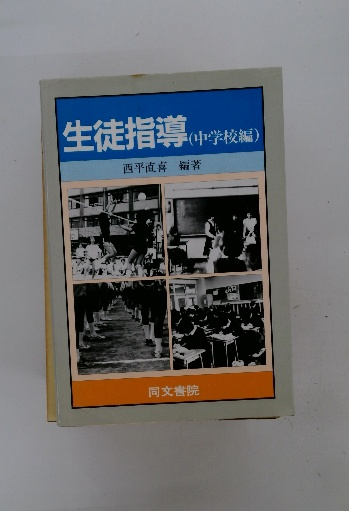 生徒指導(中学校編)
西平直喜 編著
同文書院